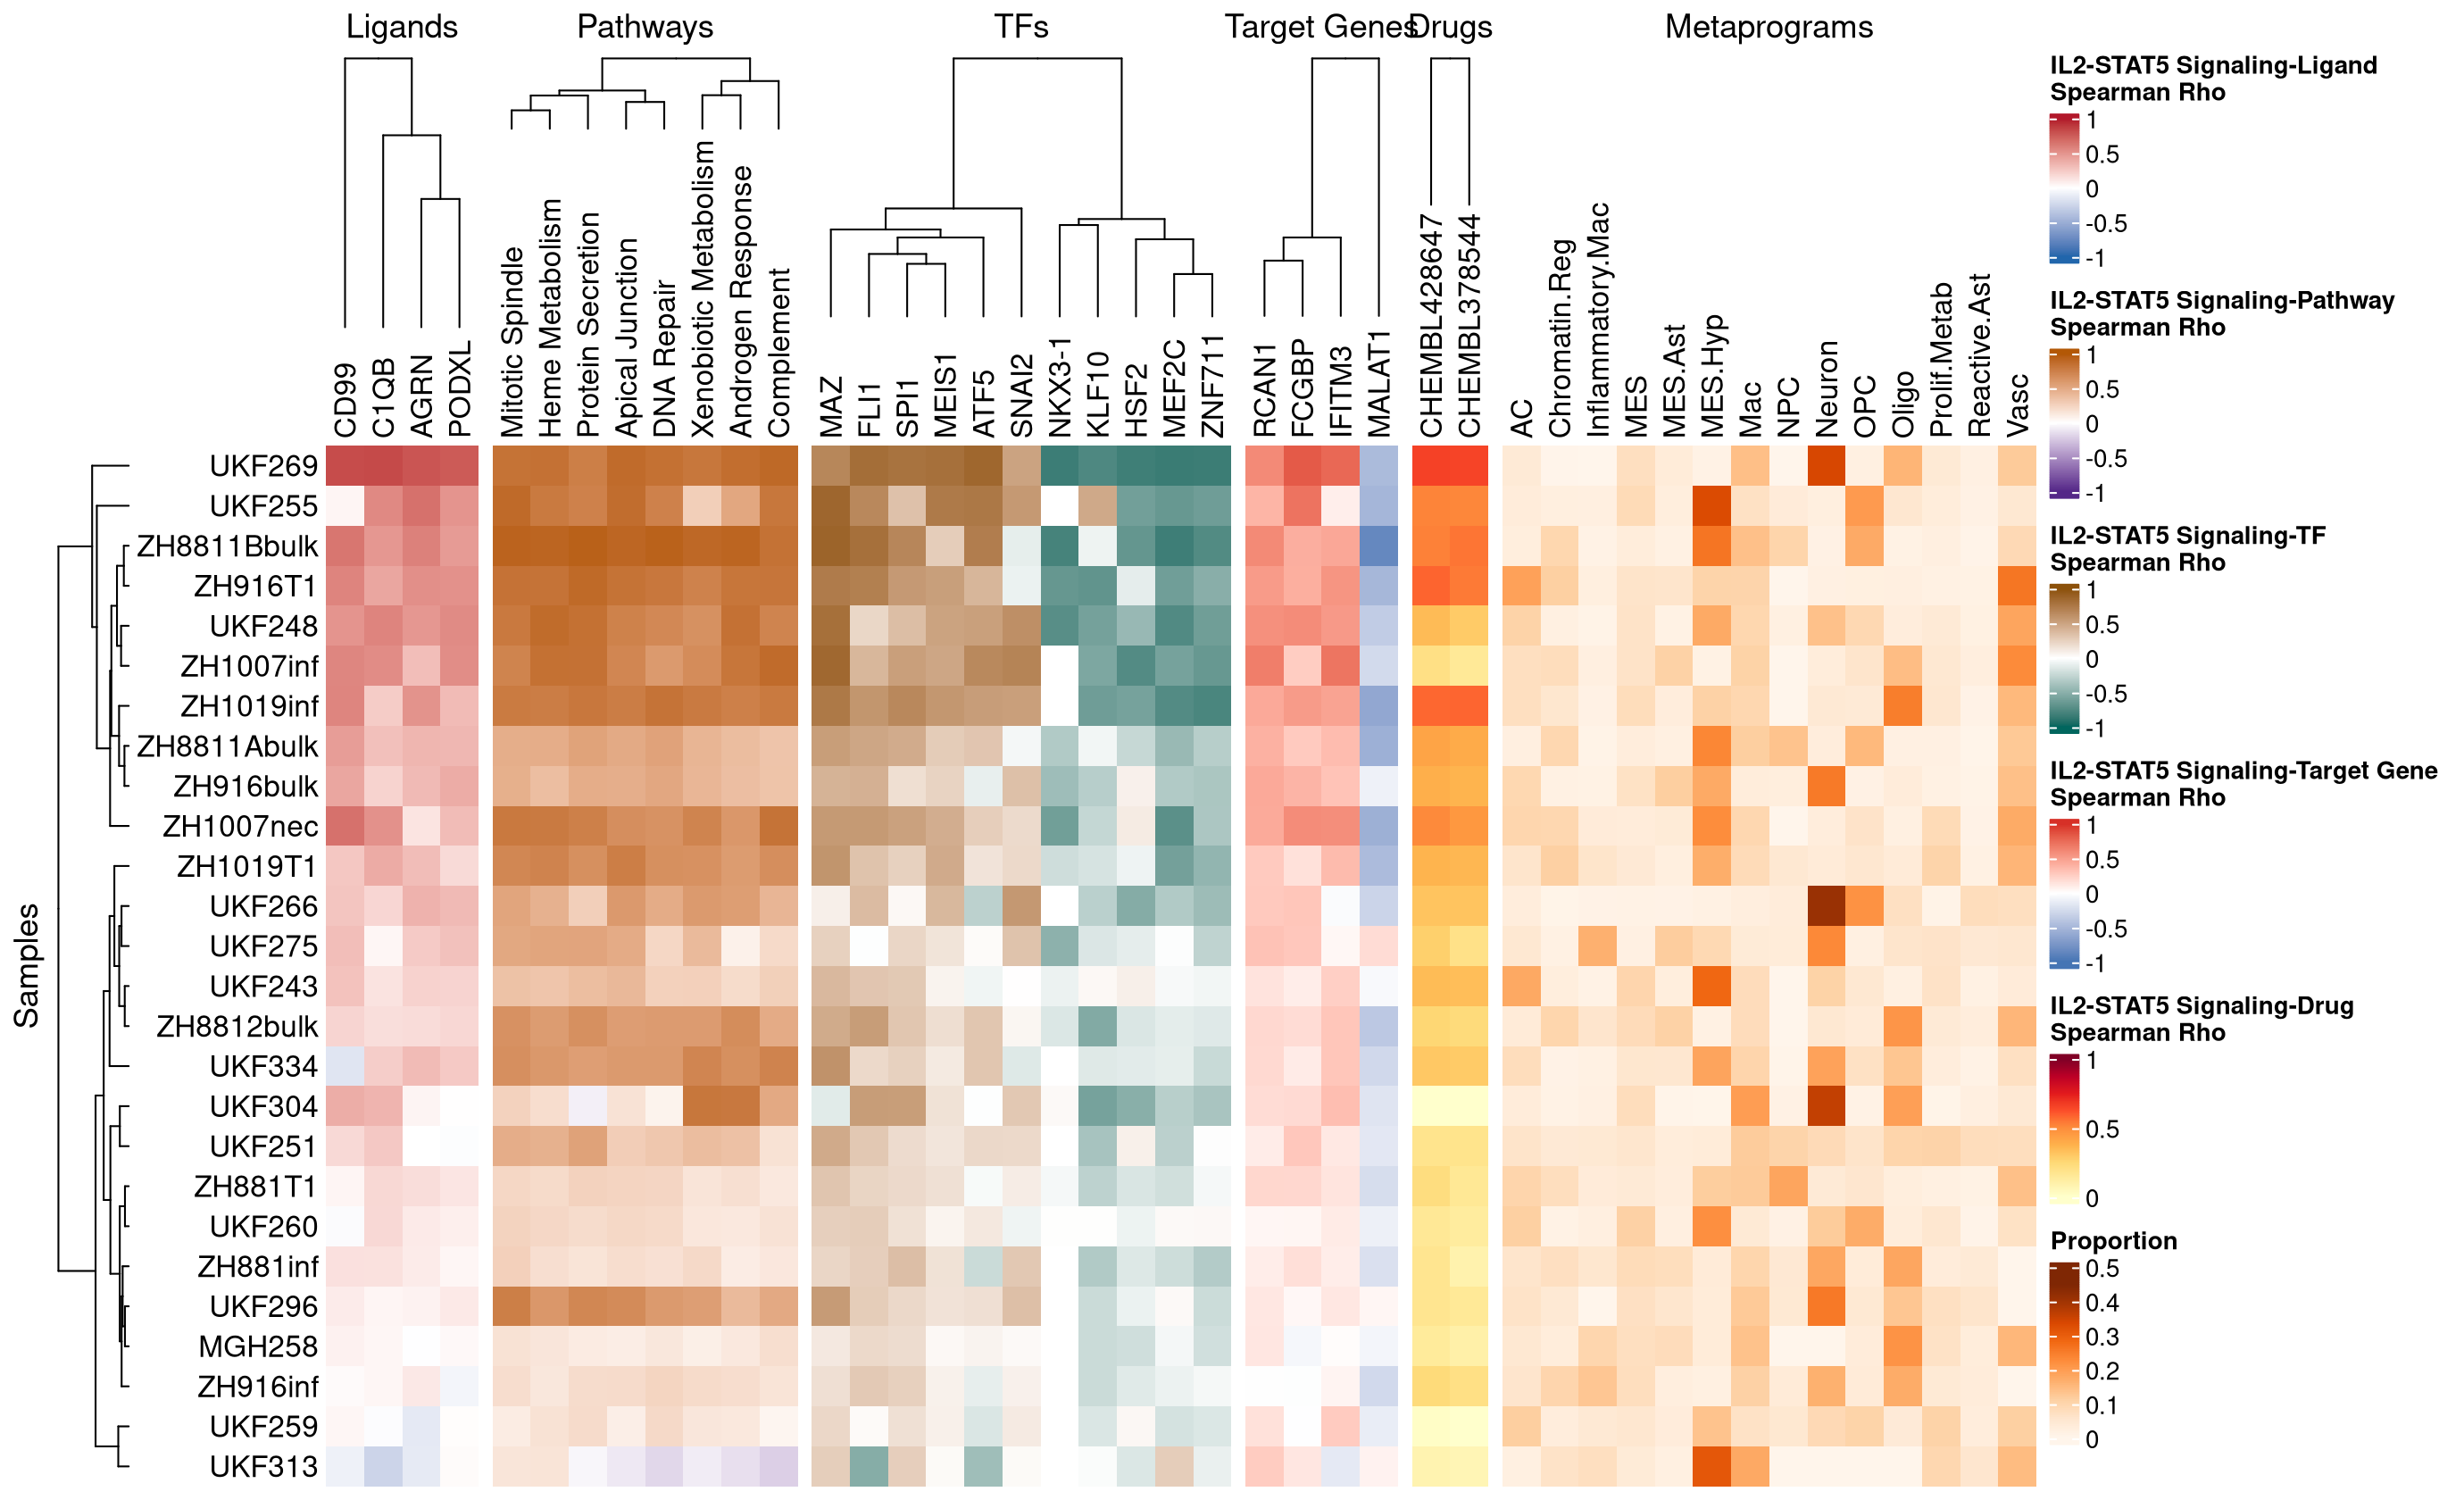 Ligands
Pathways
TFs
Target Genes
Drugs
Metaprograms
CD99
C1QB
AGRN
PODXL
Mitotic Spindle
Heme Metabolism
Protein Secretion
Apical Junction
DNA Repair
Xenobiotic Metabolism
Androgen Response
Complement
MAZ
FLI1
SPI1
MEIS1
ATF5
SNAI2
NKX3-1
KLF10
HSF2
MEF2C
ZNF711
RCAN1
FCGBP
IFITM3
MALAT1
CHEMBL428647
CHEMBL378544
AC
Chromatin.Reg
Inflammatory.Mac
MES
MES.Ast
MES.Hyp
Mac
NPC
Neuron
OPC
Oligo
Prolif.Metab
Reactive.Ast
Vasc
Samples
UKF269
UKF255
ZH8811Bbulk
ZH916T1
UKF248
ZH1007inf
ZH1019inf
ZH8811Abulk
ZH916bulk
ZH1007nec
ZH1019T1
UKF266
UKF275
UKF243
ZH8812bulk
UKF334
UKF304
UKF251
ZH881T1
UKF260
ZH881inf
UKF296
MGH258
ZH916inf
UKF259
UKF313
IL2-STAT5 Signaling-Ligand
Spearman Rho
1
0.5
0
-0.5
-1
IL2-STAT5 Signaling-Pathway
Spearman Rho
1
0.5
0
-0.5
-1
IL2-STAT5 Signaling-TF
Spearman Rho
1
0.5
0
-0.5
-1
IL2-STAT5 Signaling-Target Gene
Spearman Rho
1
0.5
0
-0.5
-1
IL2-STAT5 Signaling-Drug
Spearman Rho
1
0.5
0
Proportion
0.5
0.4
0.3
0.2
0.1
0